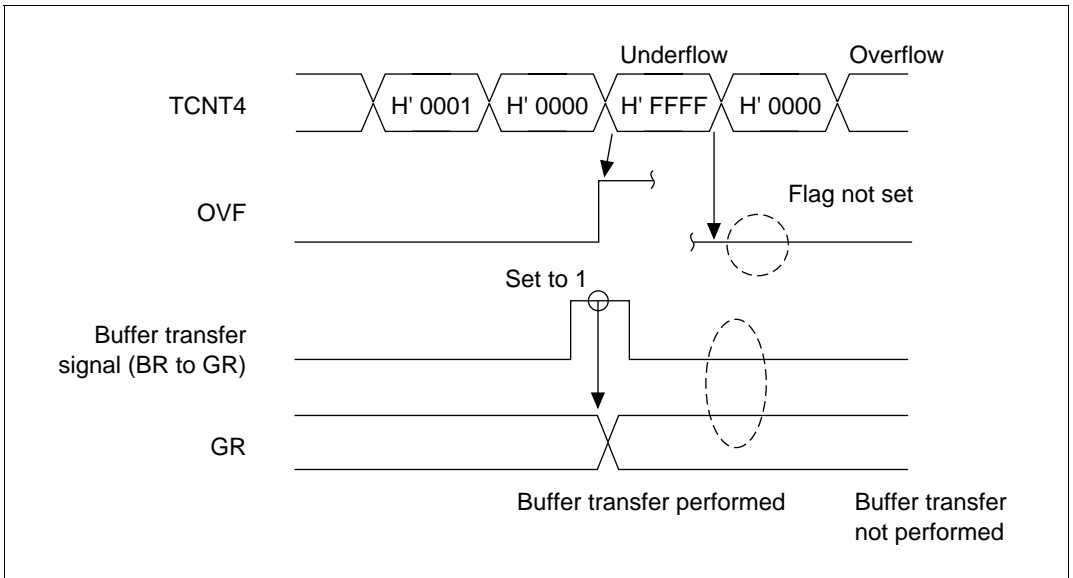 Underflow Overflow
TCNT4 H' 0001 H' 0000 H' FFFF H' 0000
Flag not set
OVF
Set to 1
Buffer transfer
signal (BR to GR)
GR
Buffer transfer performed Buffer transfer
not performed